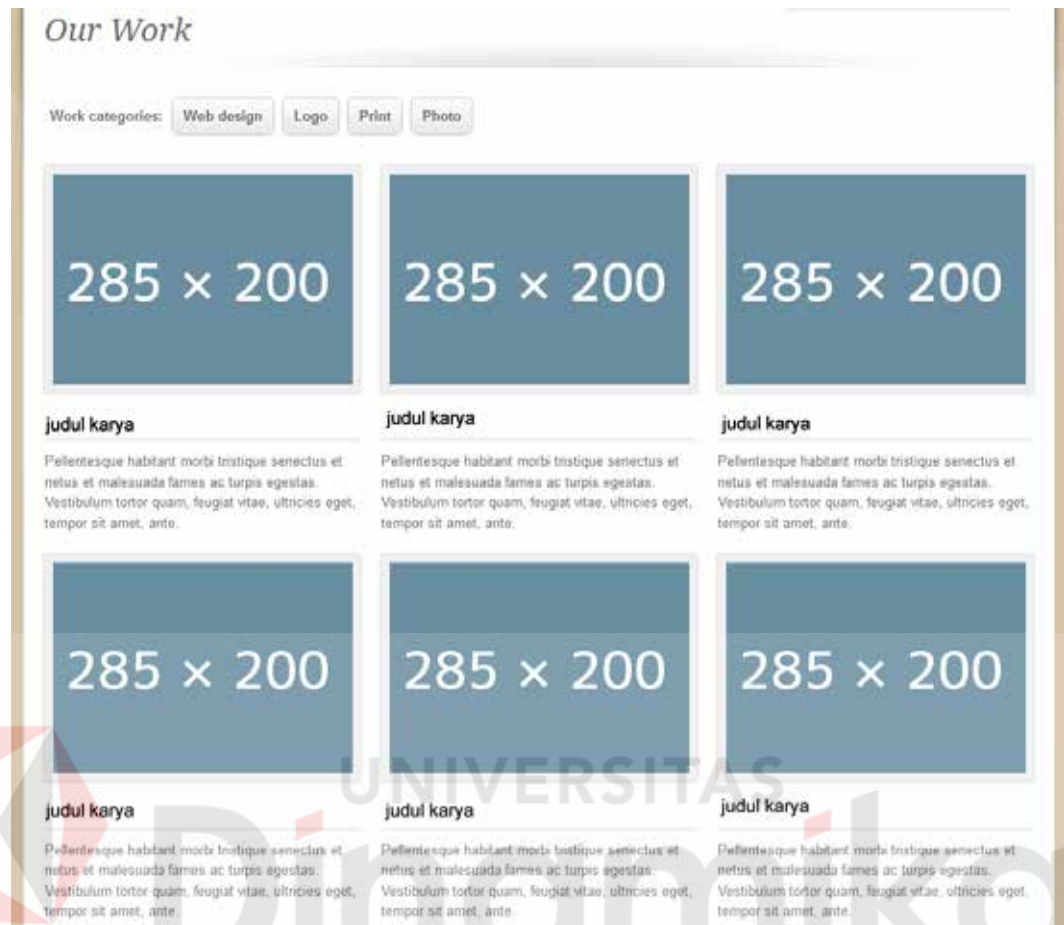 Our Work
Work categories: Web design Logo Print Photo
285 × 200 285 × 200 285 × 200
judul karya judul karya judul karya
Pellentesque habitant morbi tristique senectus et
netus et malesuada fames ac turpis egestas.
Vestibulum tortor quam, feugiat vitae, ultricies eget,
tempor sit amet, ante.
Pellentesque habitant morbi tristique senectus et
netus et malesuada fames ac turpis egestas.
Vestibulum tortor quam, feugiat vitae, ultricies eget,
tempor sit amet, ante.
Pellentesque habitant morbi tristique senectus et
netus et malesuada fames ac turpis egestas.
Vestibulum tortor quam, feugiat vitae, ultricies eget,
tempor sit amet, ante.
285 × 200 285 × 200 285 × 200
UNIVERSITAS
Dinamika
judul karya judul karya judul karya
Pellentesque habitant morbi tristique senectus et
netus et malesuada fames ac turpis egestas.
Vestibulum tortor quam, feugiat vitae, ultricies eget,
tempor sit amet, ante.
Pellentesque habitant morbi tristique senectus et
netus et malesuada fames ac turpis egestas.
Vestibulum tortor quam, feugiat vitae, ultricies eget,
tempor sit amet, ante.
Pellentesque habitant morbi tristique senectus et
netus et malesuada fames ac turpis egestas.
Vestibulum tortor quam, feugiat vitae, ultricies eget,
tempor sit amet, ante.